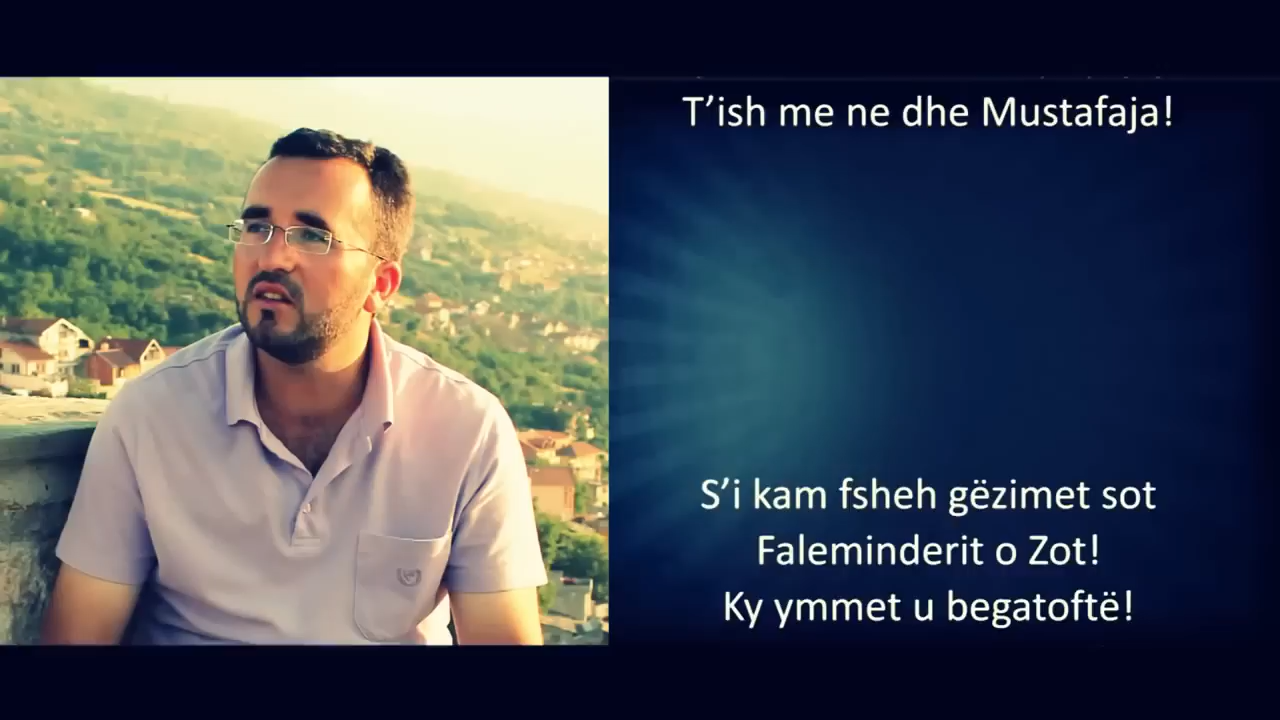 T’ish me ne dhe Mustafaja!
S’i kam fsheh gëzimet sot
Faleminderit o Zot!
Ky ymmet u begatoftë!